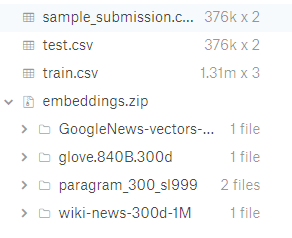 sample_submission.c... 376k x 2
test.csv 376k x 2
train.csv 1.31m x 3
embeddings.zip
GoogleNews-vectors-... 1 file
glove.840B.300d 1 file
paragram_300_sl999 2 files
wiki-news-300d-1M 1 file